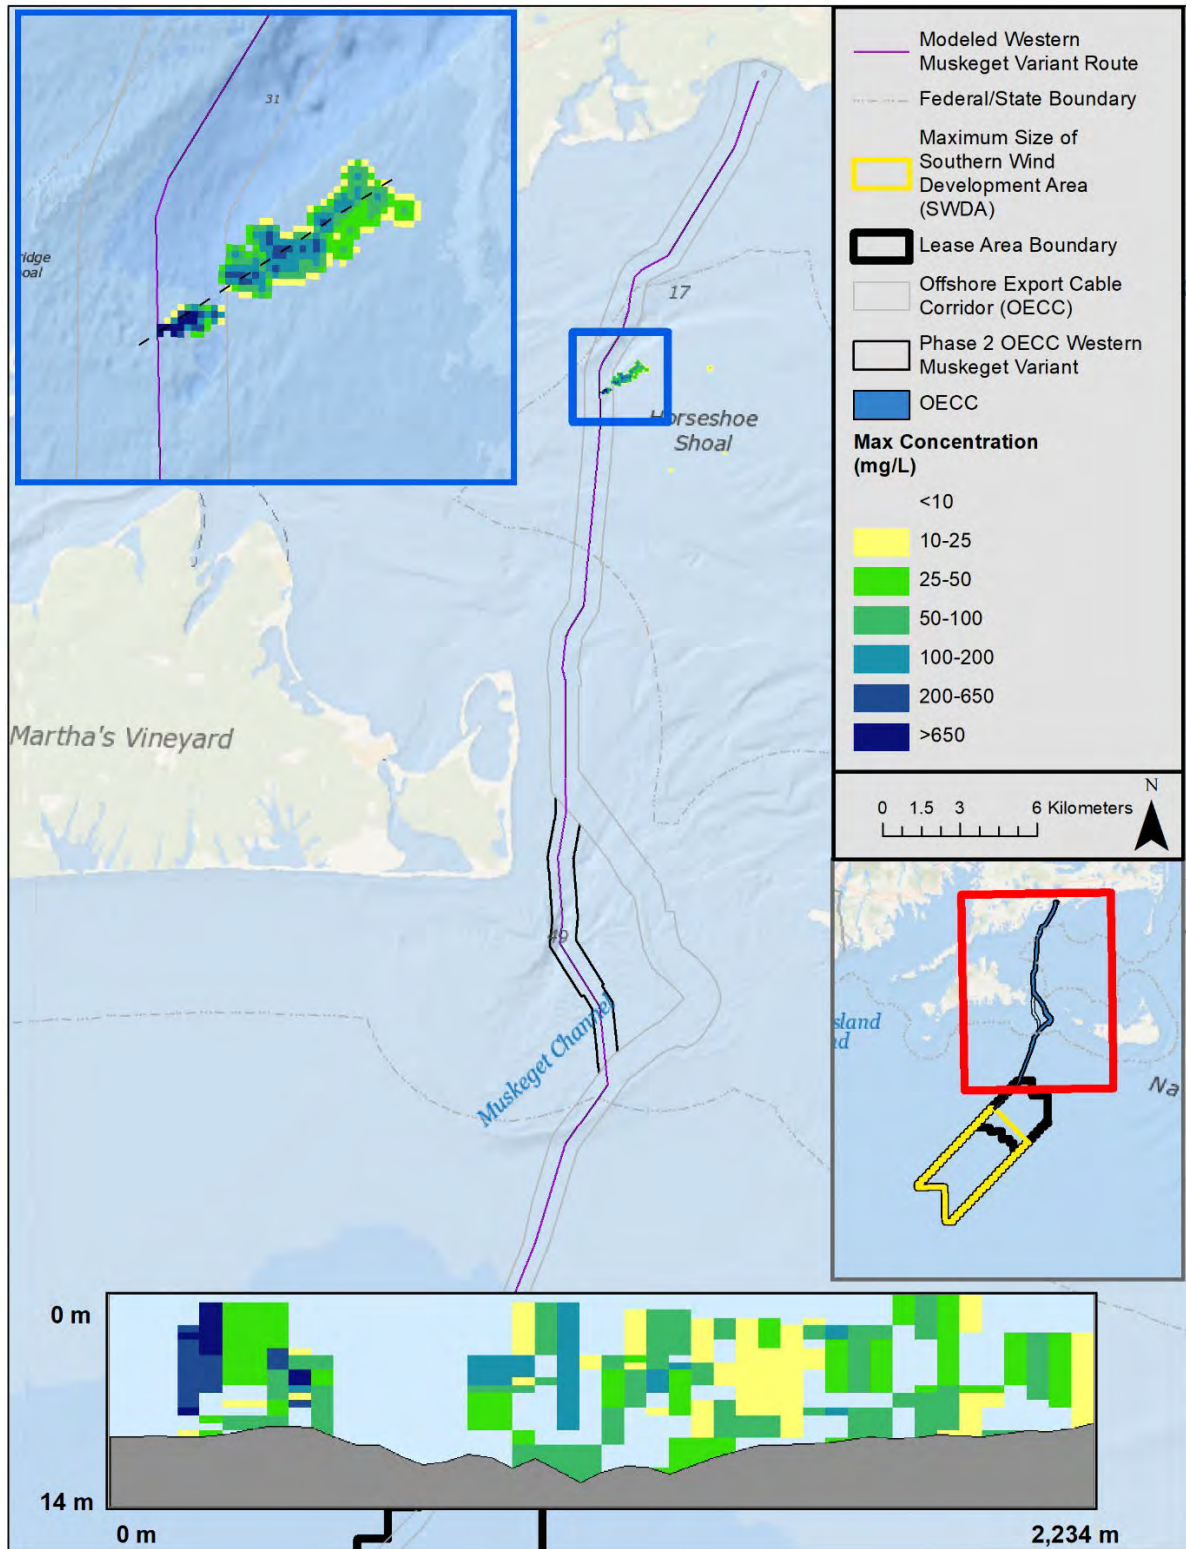 31
ridge
oal
17
Horseshoe
Shoal
Martha's Vineyard
49
Muskeget Channel
Modeled Western
Muskeget Variant Route
Federal/State Boundary
Maximum Size of
Southern Wind
Development Area
(SWDA)
Lease Area Boundary
Offshore Export Cable
Corridor (OECC)
Phase 2 OECC Western
Muskeget Variant
OECC
Max Concentration
(mg/L)
<10
10-25
25-50
50-100
100-200
200-650
>650
N
0 1.5 3 6 Kilometers
sland
nd
Na
0 m
14 m
0 m
2,234 m